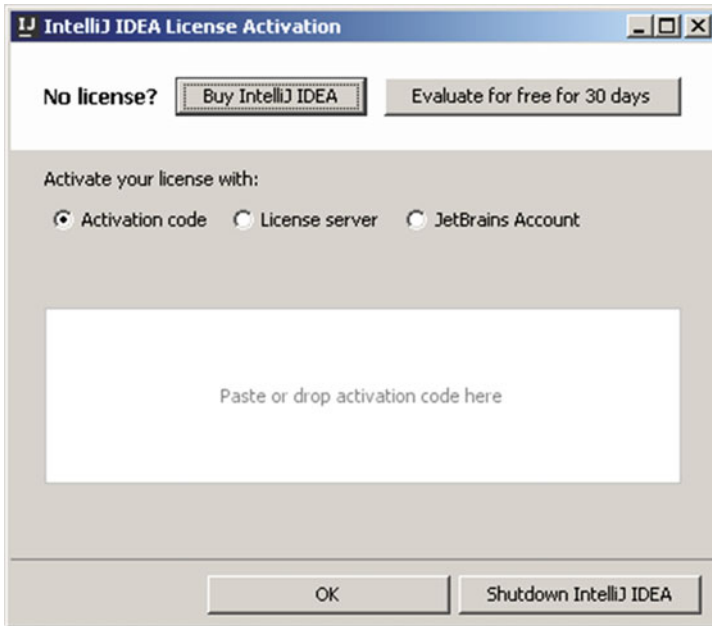 IJ IntelliJ IDEA License Activation
No license? Buy IntelliJ IDEA Evaluate for free for 30 days
Activate your license with:
Activation code License server JetBrains Account
Paste or drop activation code here
OK Shutdown IntelliJ IDEA